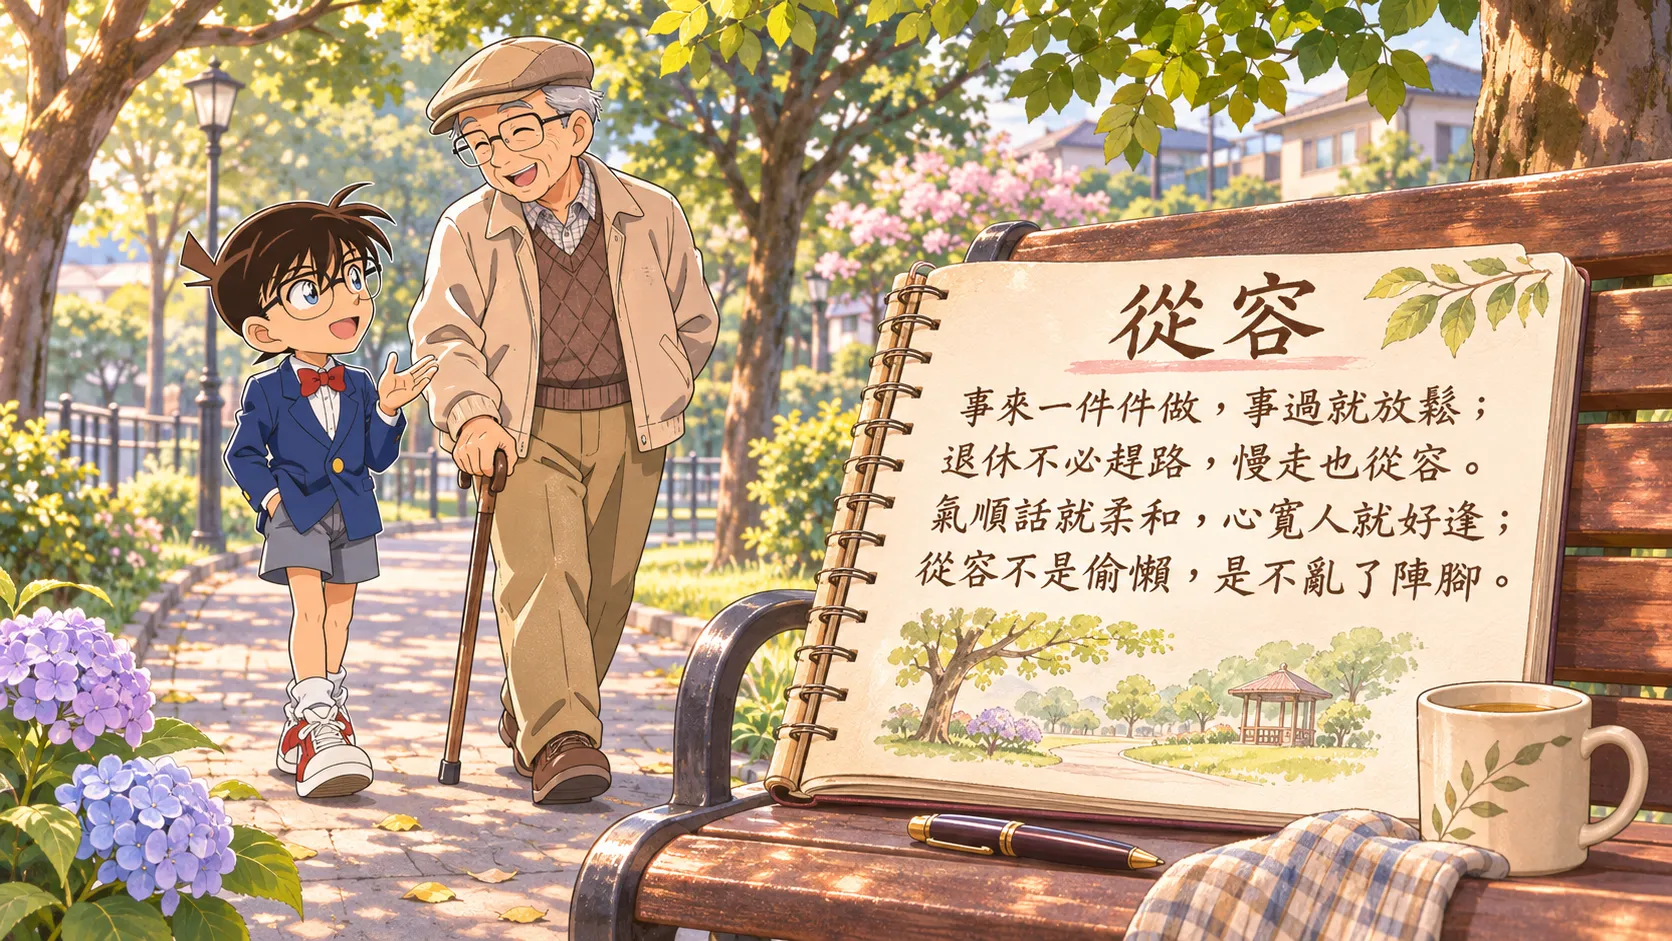 從容
事來一件件做，事過就放鬆；
退休不必趕路，慢走也從容。
氣順話就柔和，心寬人就好逢；
從容不是偷懶，是不亂了陣腳。